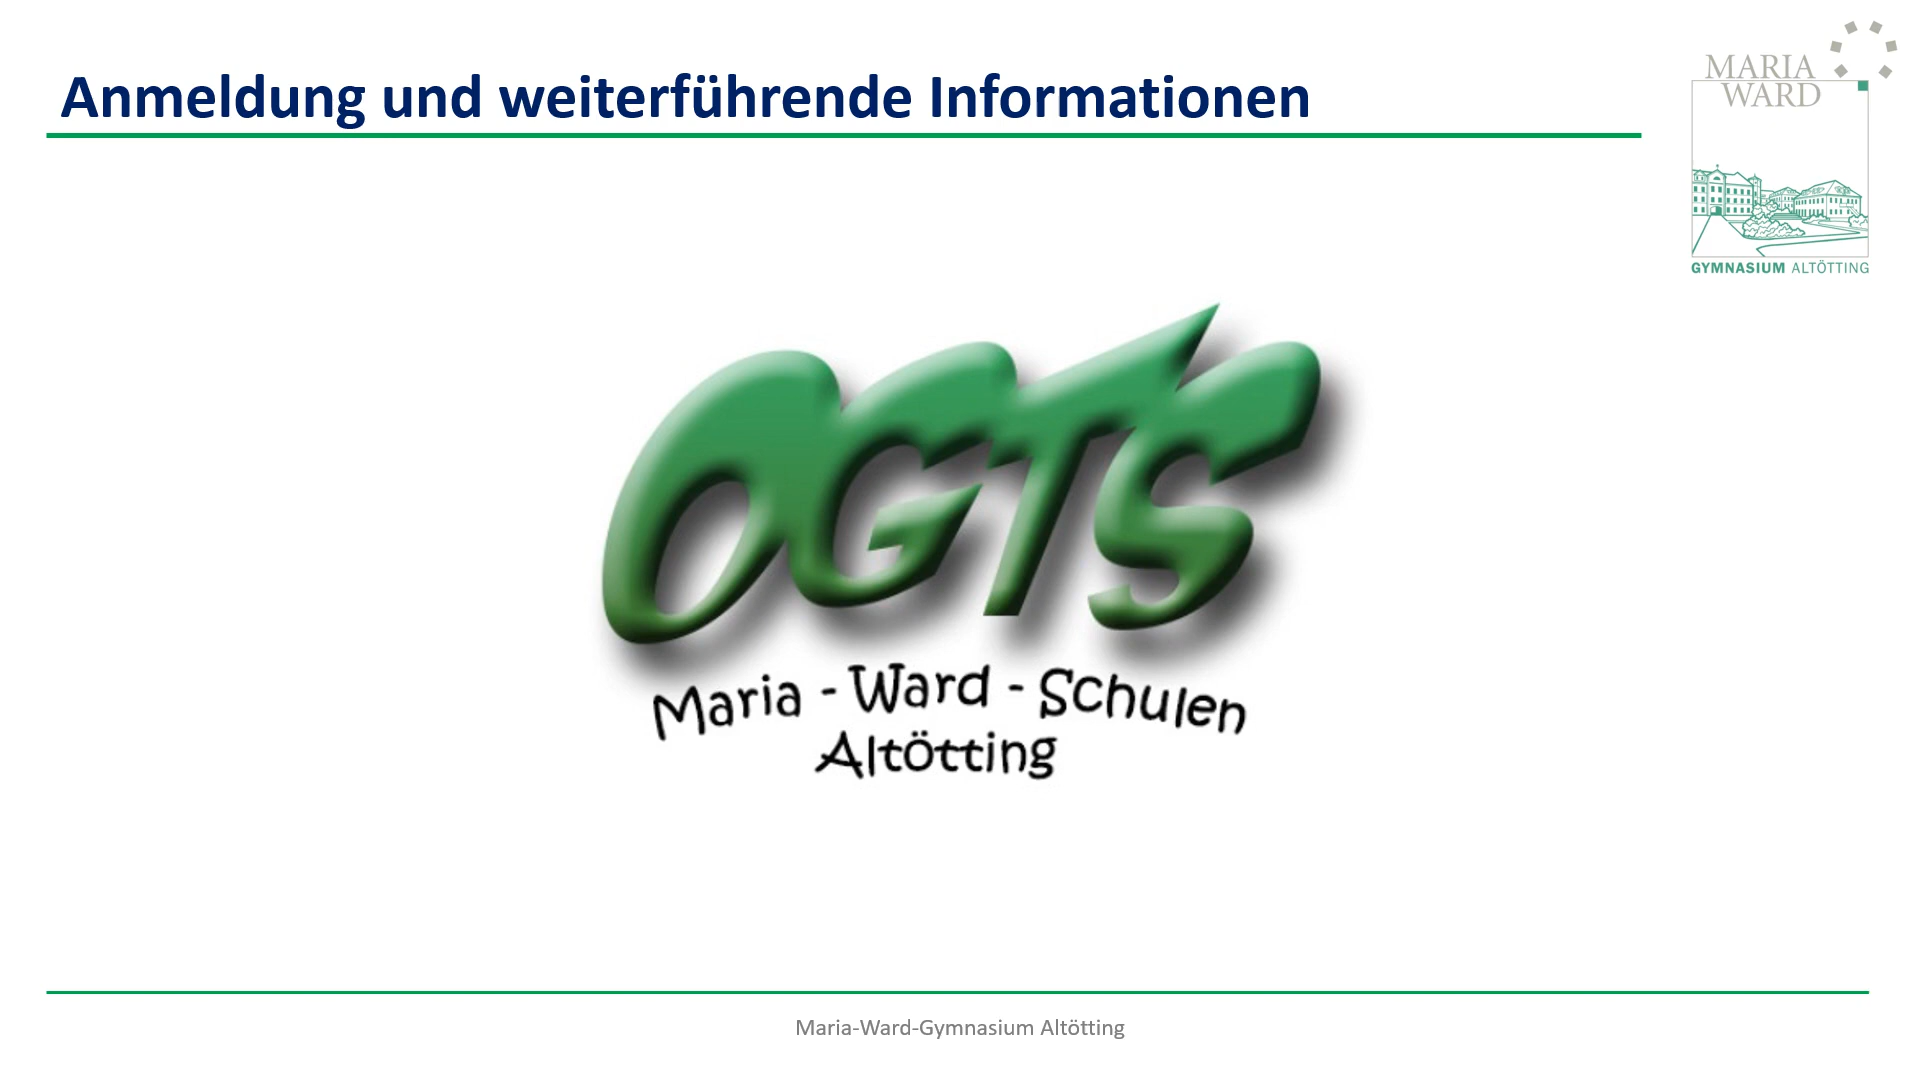 Anmeldung und weiterführende Informationen
MARIA
WARD
GYMNASIUM ALTÖTTING
OGTS
Maria - Ward - Schulen
Altötting
Maria-Ward-Gymnasium Altötting